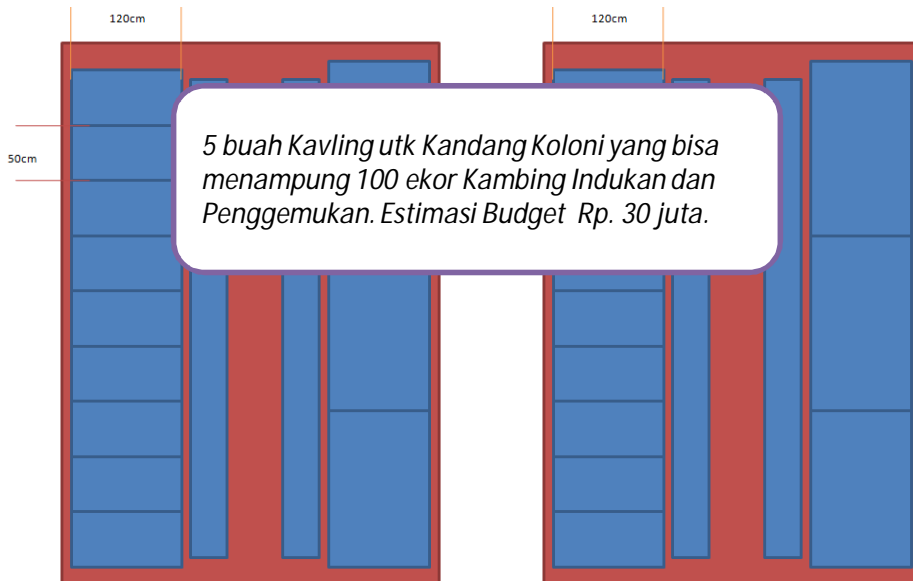 120cm
120cm
50cm
5 buah Kavling utk Kandang Koloni yang bisa
menampung 100 ekor Kambing Indukan dan
Penggemukan. Estimasi Budget Rp. 30 juta.